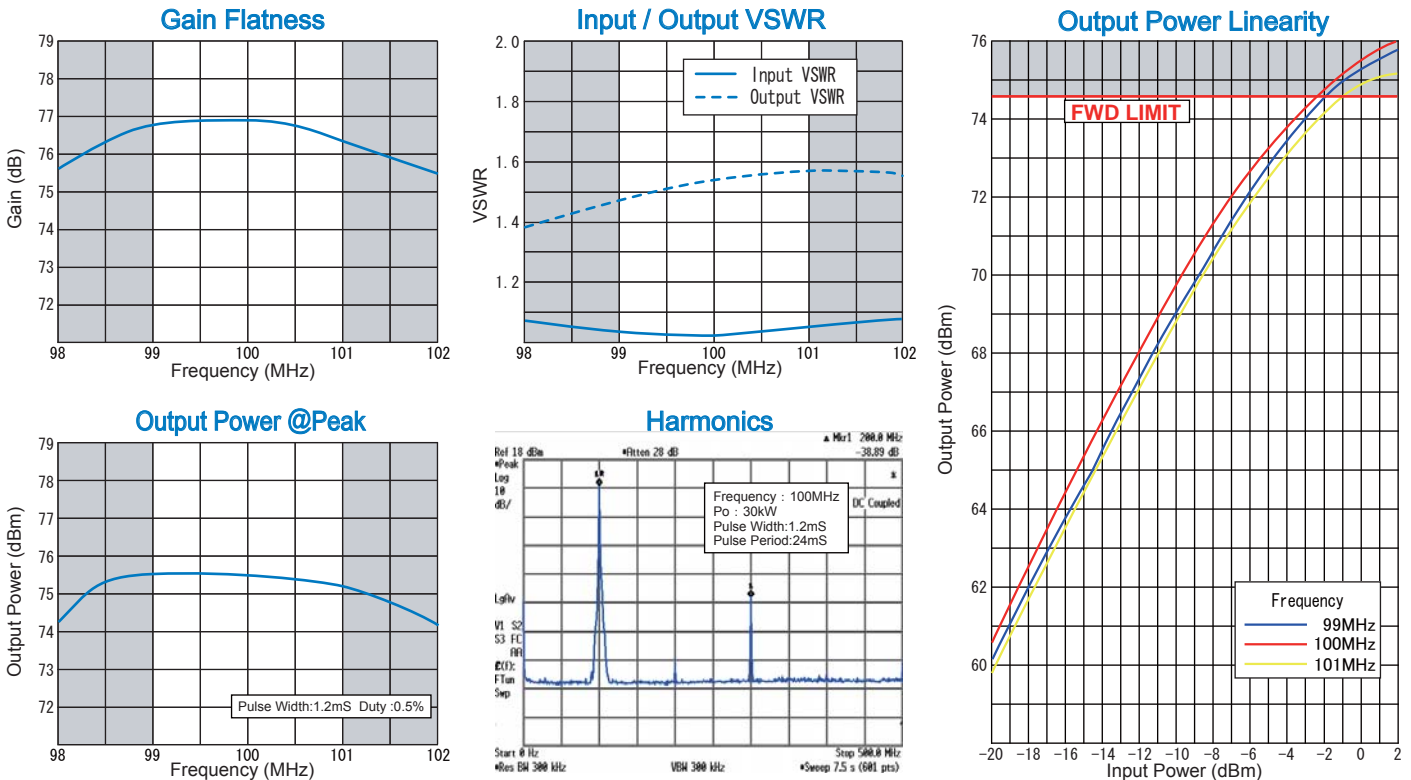 Gain Flatness
79
78
77
76
75
74
73
72
98
99
100
101
102
Gain (dB)
Frequency (MHz)
Input / Output VSWR
2.0
1.8
1.6
1.4
1.2
98
99
100
101
102
VSWR
Frequency (MHz)
Input VSWR
Output VSWR
Output Power Linearity
76
74
72
70
68
66
64
62
60
-20
-18
-16
-14
-12
-10
-8
-6
-4
-2
0
2
FWD LIMIT
Output Power (dBm)
Input Power (dBm)
Frequency
99MHz
100MHz
101MHz
Output Power @Peak
79
78
77
76
75
74
73
72
98
99
100
101
102
Output Power (dBm)
Frequency (MHz)
Pulse Width:1.2mS Duty :0.5%
Harmonics
▲ Mkr1 200.0 MHz
Ref 18 dBm
*Atten 28 dB
-38.89 dB
*Peak
Log
10
dB/
1R
DC Coupled
Frequency : 100MHz
Po : 30kW
Pulse Width:1.2mS
Pulse Period:24mS
LgAv
V1 S2
S3 FC
AA
£(f):
FTun
Swp
Start 0 Hz
Stop 500.0 MHz
*Res BW 300 kHz
VBW 300 kHz
*Sweep 7.5 s (601 pts)